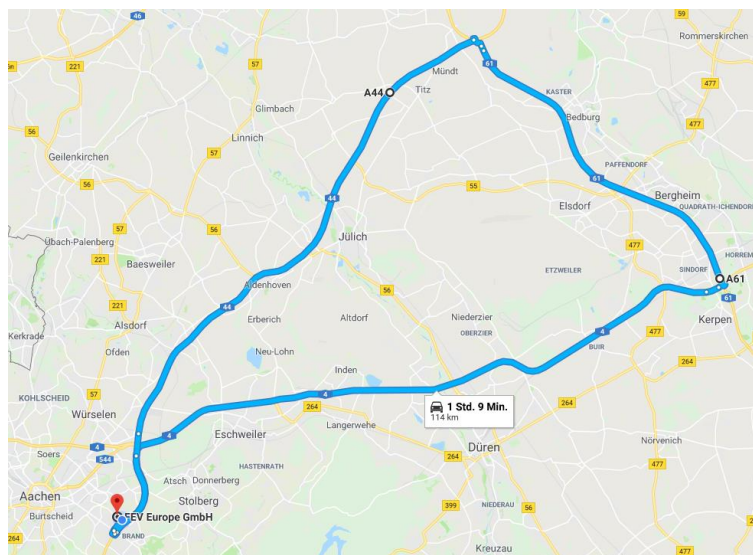 46
221
57
59
Rommerskirchen
Mündt
61
A44
Titz
KASTER
477
Glimbach
Bedburg
56
Linnich
57
477
Geilenkirchen
PAFFENDORF
56
61
55
Bergheim
44
Elsdorf
QUADRATH-ICHENDORF
221
Jülich
477
Übach-Palenberg
Baesweiler
ETZWEILER
HORREM
Aldenhoven
56
SINDORF
A61
61
44
Niederzier
Kerpen
Alsdorf
Erberich
Altdorf
OBERZIER
4
477
Kerkrade
Ofden
Neu-Lohn
BUIR
264
Inden
KOHLSCHEID
57
4
1 Std. 9 Min.
114 km
Würselen
264
264
4
Eschweiler
Langerwehe
4
Soers
544
Düren
Nörvenich
HASTENRATH
264
477
Aachen
Atsch
Donnerberg
Stolberg
399
NIEDERAU
56
FEV Europe GmbH
Burtscheid
BRAND
264
Kreuzau